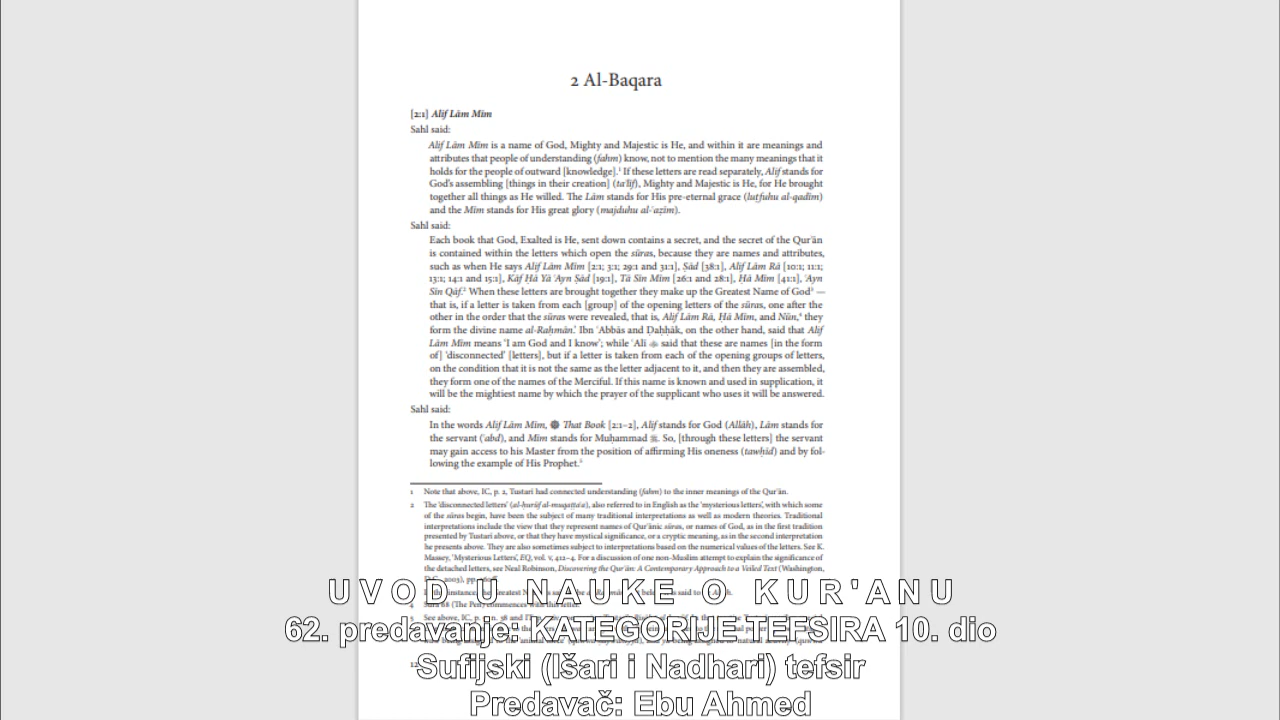 2 Al-Baqara
[2:1] Alif Lām Mīm
Sahl said:
Alif Lām Mīm is a name of God, Mighty and Majestic is He, and within it are meanings and
attributes that people of understanding (fahm) know, not to mention the many meanings that it
holds for the people of outward [knowledge].¹ If these letters are read separately, Alif stands for
God's assembling [things in their creation] (taʾlīf), Mighty and Majestic is He, for He brought
together all things as He willed. The Lām stands for His pre-eternal grace (luṭfuhu al-qadīm)
and the Mīm stands for His great glory (majduhu al-ʿaẓīm).
Sahl said:
Each book that God, Exalted is He, sent down contains a secret, and the secret of the Qurʾān
is contained within the letters which open the sūras, because they are names and attributes,
such as when He says Alif Lām Mīm [2:1; 3:1; 29:1 and 31:1], Ṣād [38:1], Alif Lām Rā [10:1; 11:1;
13:1; 14:1 and 15:1], Kāf Hā Yā ʿAyn Ṣād [19:1], Ṭā Sīn Mīm [26:1 and 28:1], Ḥā Mīm [41:1], ʿAyn
Sīn Qāf.² When these letters are brought together they make up the Greatest Name of God³ —
that is, if a letter is taken from each [group] of the opening letters of the sūras, one after the
other in the order that the sūras were revealed, that is, Alif Lām Rā, Ḥā Mīm, and Nūn,⁴ they
form the divine name al-Raḥmān. Ibn ʿAbbās and Ḍaḥḥāk, on the other hand, said that Alif
Lām Mīm means 'I am God and I know'; while ʿAlī said that these are names [in the form
of] 'disconnected' [letters], but if a letter is taken from each of the opening groups of letters,
on the condition that it is not the same as the letter adjacent to it, and then they are assembled,
they form one of the names of the Merciful. If this name is known and used in supplication, it
will be the mightiest name by which the prayer of the supplicant who uses it will be answered.
Sahl said:
In the words Alif Lām Mīm, That Book [2:1–2], Alif stands for God (Allāh), Lām stands for
the servant (ʿabd), and Mīm stands for Muḥammad. So, [through these letters] the servant
may gain access to his Master from the position of affirming His oneness (tawḥīd) and by fol-
lowing the example of His Prophet.⁵
1 Note that above, IC, p. 2, Tustarī had connected understanding (fahm) to the inner meanings of the Qurʾān.
2 The 'disconnected letters' (al-ḥurūf al-muqaṭṭaʿa), also referred to in English as the 'mysterious letters', with which some
of the sūras begin, have been the subject of many traditional interpretations as well as modern theories. Traditional
interpretations include the view that they represent names of Qurʾānic sūras, or names of God, as in the first tradition
presented by Tustarī above, or that they have mystical significance, or a cryptic meaning, as in the second interpretation
he presents above. They are also sometimes subject to interpretations based on the numerical values of the letters. See K.
Massey, 'Mysterious Letters', EQ, vol. V, 412–4. For a discussion of one non-Muslim attempt to explain the significance of
the detached letters, see Neal Robinson, Discovering the Qurʾān: A Contemporary Approach to a Veiled Text (Washington,
UVOD U NAUKE O KUR'ANU
4 Sūra 68 (The Pen) commences with this letter.
62. predavanje: KATEGORIJE TEFSIRA 10. dio
Sufijski (Išari i Nadhari) tefsir
Predavač: Ebu Ahmed